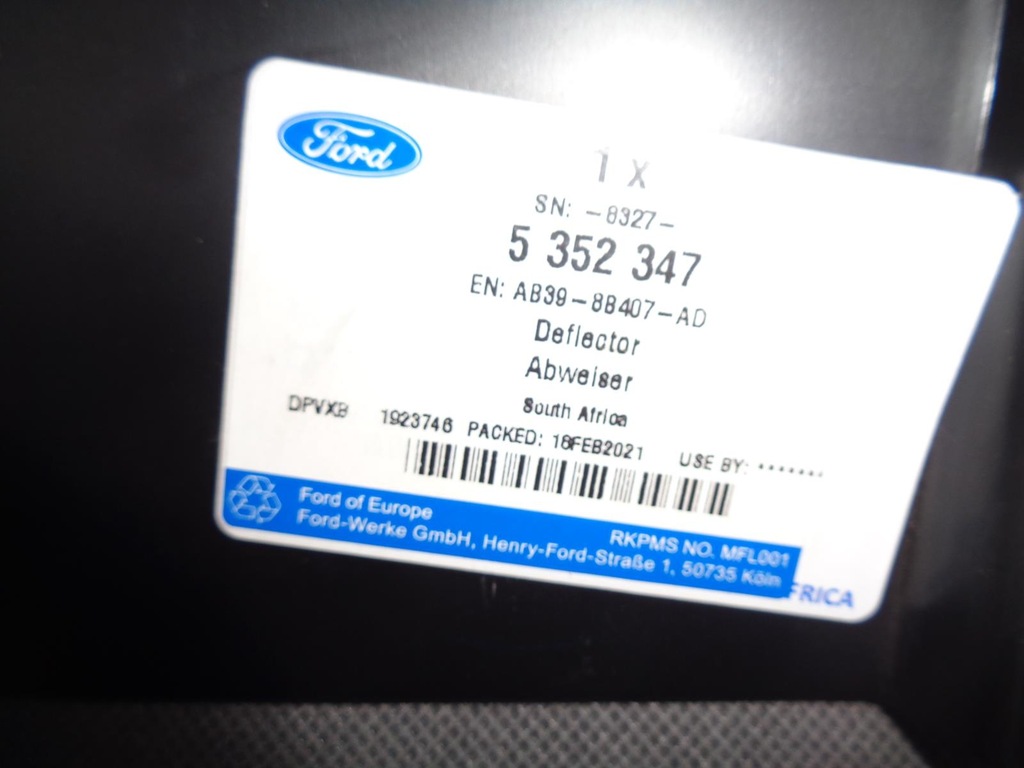 Ford
1 X
SN: -8327-
5 352 347
EN: AB39-8B407-AD
Deflector
Abweiser
South Africa
DPVXB 1923746 PACKED: 18FEB2021 USE BY: *******
Ford of Europe RKPMS NO. MFL001
Ford-Werke GmbH, Henry-Ford-Straße 1, 50735 Köln
FRICA